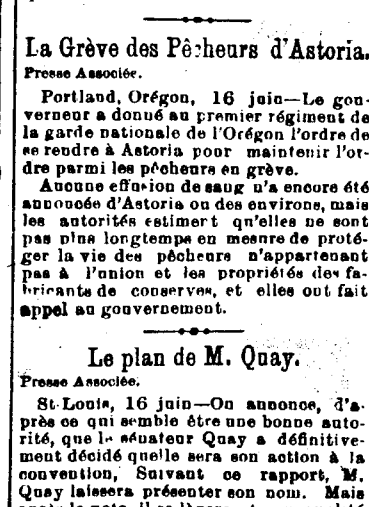 La Grève des Pêcheurs d'Astoria.
Presse Associée.
Portland, Orégon, 16 juin—Le gou-
verneur a donué au premier régiment de
la garde nationale de l'Orégon l'ordre de
se rendre à Astoria poor maintenir l'or-
dre parmi les pêcheurs en grève.
Aucune effusion de sang n'a encore été
annoncée d'Astoria ou des environs, mais
les autorités estiment qu'elles ne sont
pas plus longtemps en mesure de proté-
ger la vie des pêcheurs n'appartenant
pas à l'union et les propriétés des fa-
bricants de conserves, et elles ont fait
appel au gouvernement.
Le plan de M. Quay.
Presse Associée.
St-Louis, 16 juin—On annonce, d'a-
près ce qui semble être une bonne auto-
rité, que le sénateur Quay a définitive-
ment décidé quelle sera son action à la
convention, Suivant ce rapport, M.
Quay laissera présenter son nom. Mais